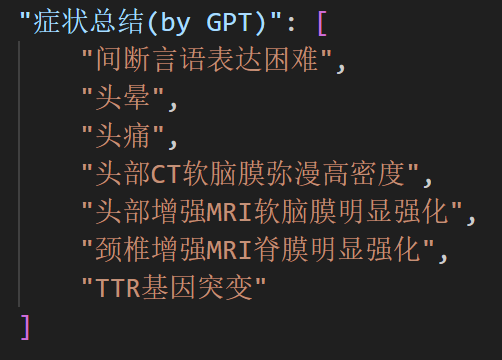 "症状总结(by GPT)": [
"间断言语表达困难",
"头晕",
"头痛",
"头部CT软脑膜弥漫高密度",
"头部增强MRI软脑膜明显强化",
"颈椎增强MRI脊膜明显强化",
"TTR基因突变"
]